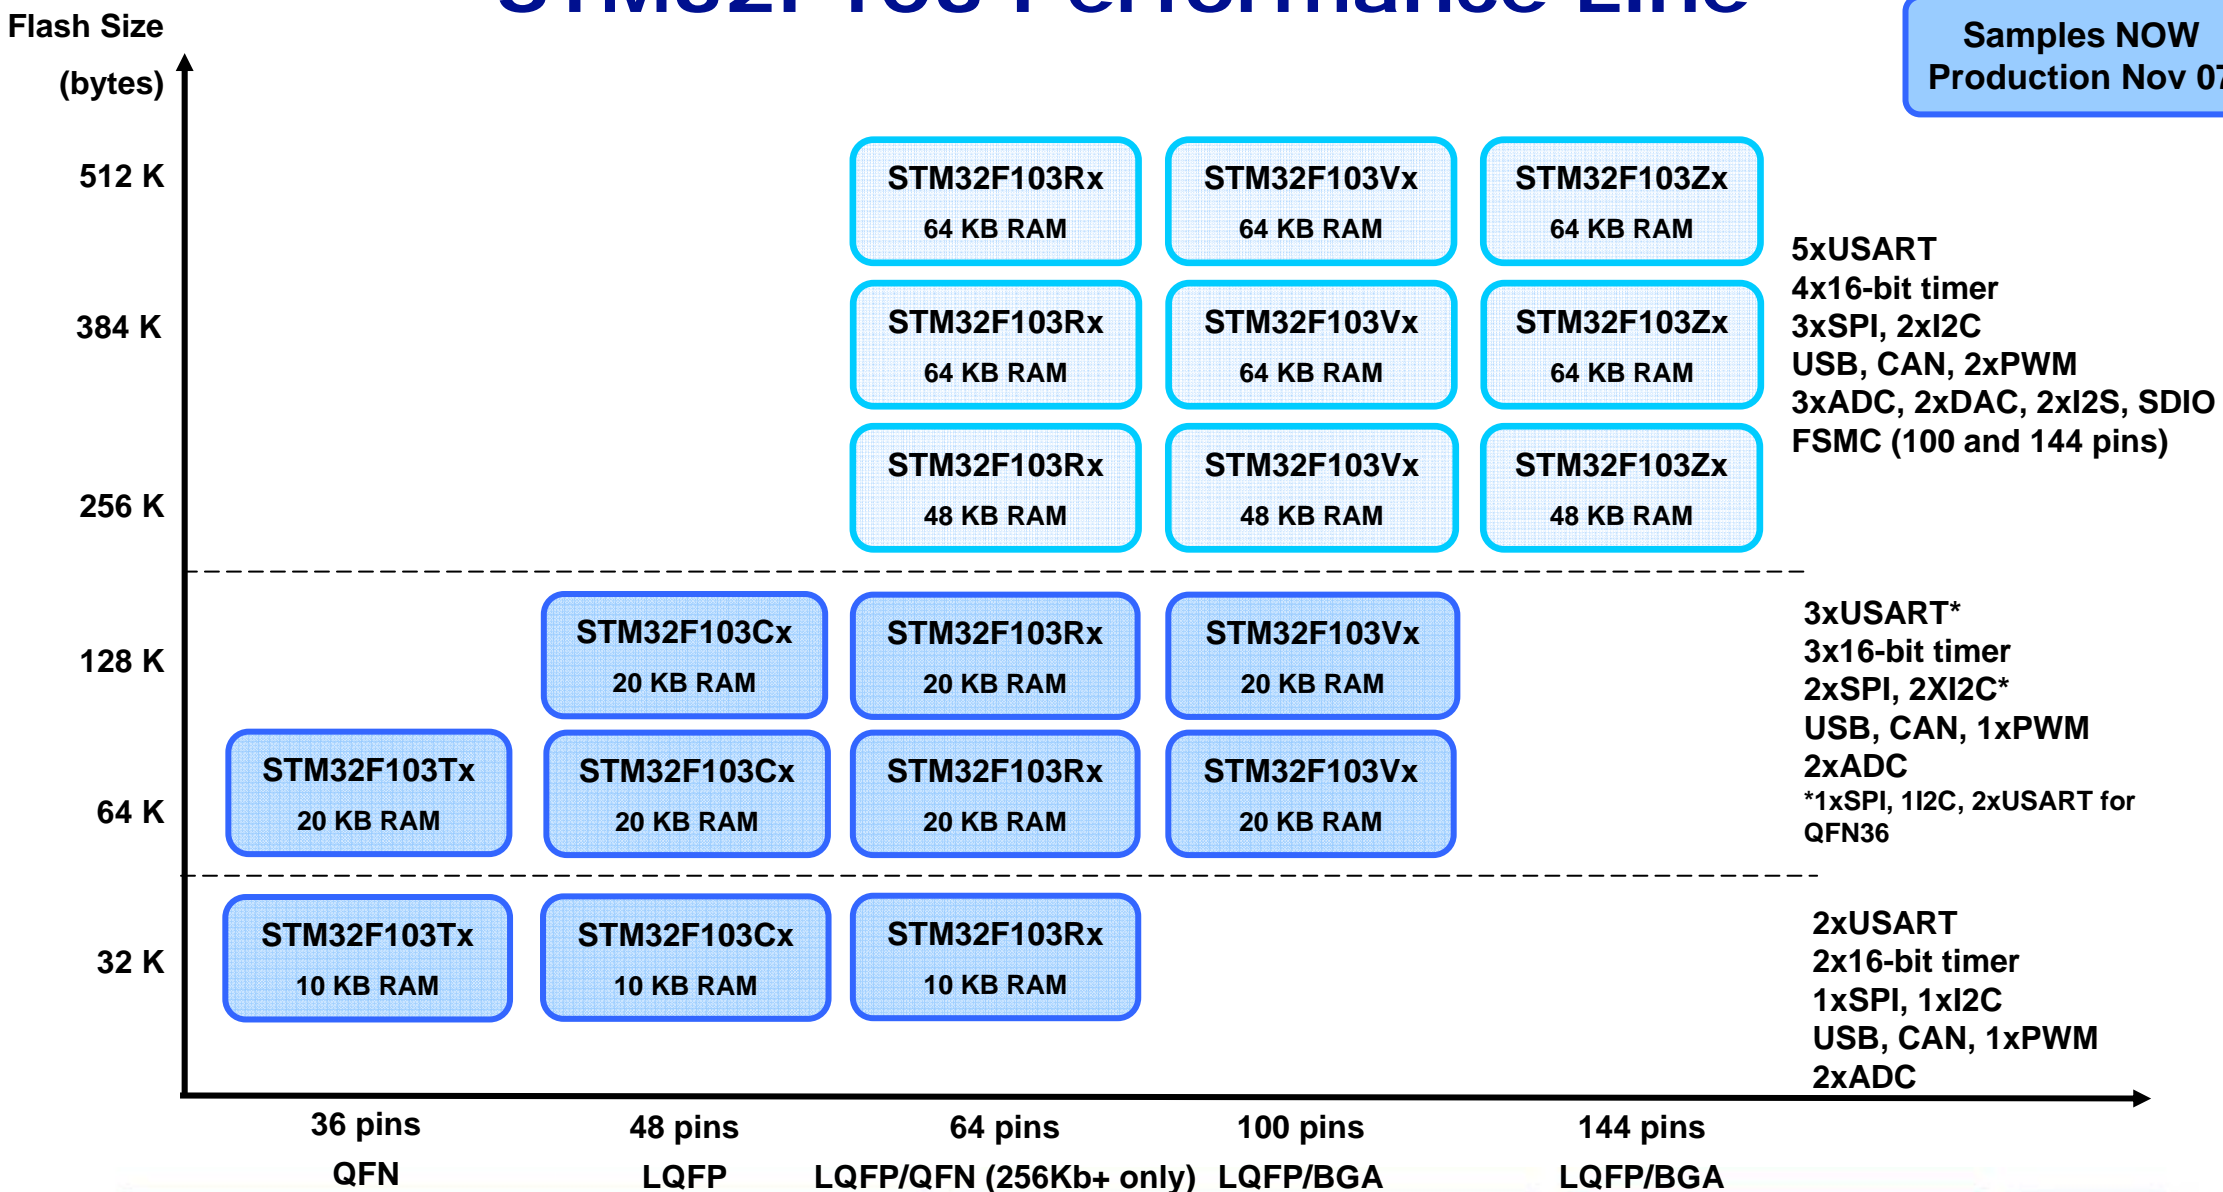 STM32F103 Performance Line
Flash Size
(bytes)
Samples NOW
Production Nov 07
512 K
STM32F103Rx
64 KB RAM
STM32F103Vx
64 KB RAM
STM32F103Zx
64 KB RAM
384 K
STM32F103Rx
64 KB RAM
STM32F103Vx
64 KB RAM
STM32F103Zx
64 KB RAM
256 K
STM32F103Rx
48 KB RAM
STM32F103Vx
48 KB RAM
STM32F103Zx
48 KB RAM
5xUSART
4x16-bit timer
3xSPI, 2xI2C
USB, CAN, 2xPWM
3xADC, 2xDAC, 2xI2S, SDIO
FSMC (100 and 144 pins)
128 K
STM32F103Cx
20 KB RAM
STM32F103Rx
20 KB RAM
STM32F103Vx
20 KB RAM
64 K
STM32F103Tx
20 KB RAM
STM32F103Cx
20 KB RAM
STM32F103Rx
20 KB RAM
STM32F103Vx
20 KB RAM
3xUSART*
3x16-bit timer
2xSPI, 2XI2C*
USB, CAN, 1xPWM
2xADC
*1xSPI, 1I2C, 2xUSART for
QFN36
32 K
STM32F103Tx
10 KB RAM
STM32F103Cx
10 KB RAM
STM32F103Rx
10 KB RAM
2xUSART
2x16-bit timer
1xSPI, 1xI2C
USB, CAN, 1xPWM
2xADC
36 pins
QFN
48 pins
LQFP
64 pins
LQFP/QFN (256Kb+ only)
100 pins
LQFP/BGA
144 pins
LQFP/BGA